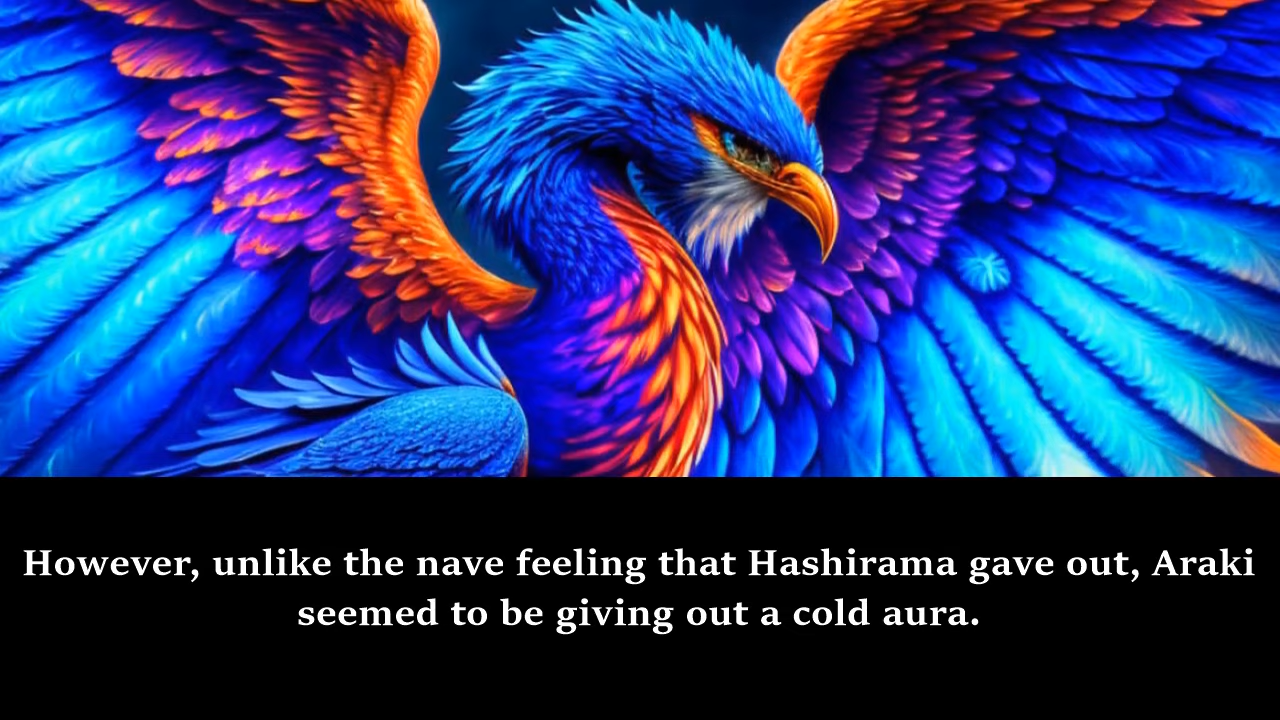 However, unlike the nave feeling that Hashirama gave out, Araki
seemed to be giving out a cold aura.